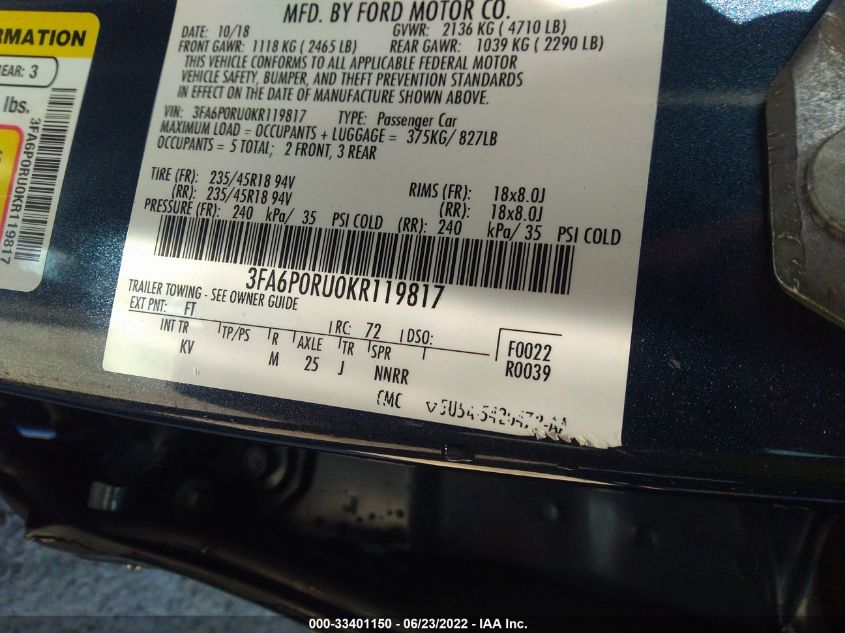 ORMATION
REAR: 3
lbs.
3FA6P0RU0KR119817
MFD. BY FORD MOTOR CO.
DATE: 10/18 GVWR: 2136 KG ( 4710 LB)
FRONT GAWR: 1118 KG ( 2465 LB) REAR GAWR: 1039 KG ( 2290 LB)
THIS VEHICLE CONFORMS TO ALL APPLICABLE FEDERAL MOTOR
VEHICLE SAFETY, BUMPER, AND THEFT PREVENTION STANDARDS
IN EFFECT ON THE DATE OF MANUFACTURE SHOWN ABOVE.
VIN: 3FA6P0RU0KR119817 TYPE: Passenger Car
MAXIMUM LOAD = OCCUPANTS + LUGGAGE = 375KG/ 827LB
OCCUPANTS = 5 TOTAL; 2 FRONT, 3 REAR
TIRE (FR): 235/45R18 94V RIMS (FR): 18x8.0J
(RR): 235/45R18 94V (RR): 18x8.0J
PRESSURE (FR): 240 kPa/ 35 PSI COLD (RR): 240 kPa/ 35 PSI COLD
3FA6P0RU0KR119817
TRAILER TOWING - SEE OWNER GUIDE
EXT PNT: FT RC: 72 DSO: F0022
INT TR TP/PS R AXLE TR SPR R0039
KV M 25 J NNRR
CMC
000-33401150 - 06/23/2022 - IAA Inc.